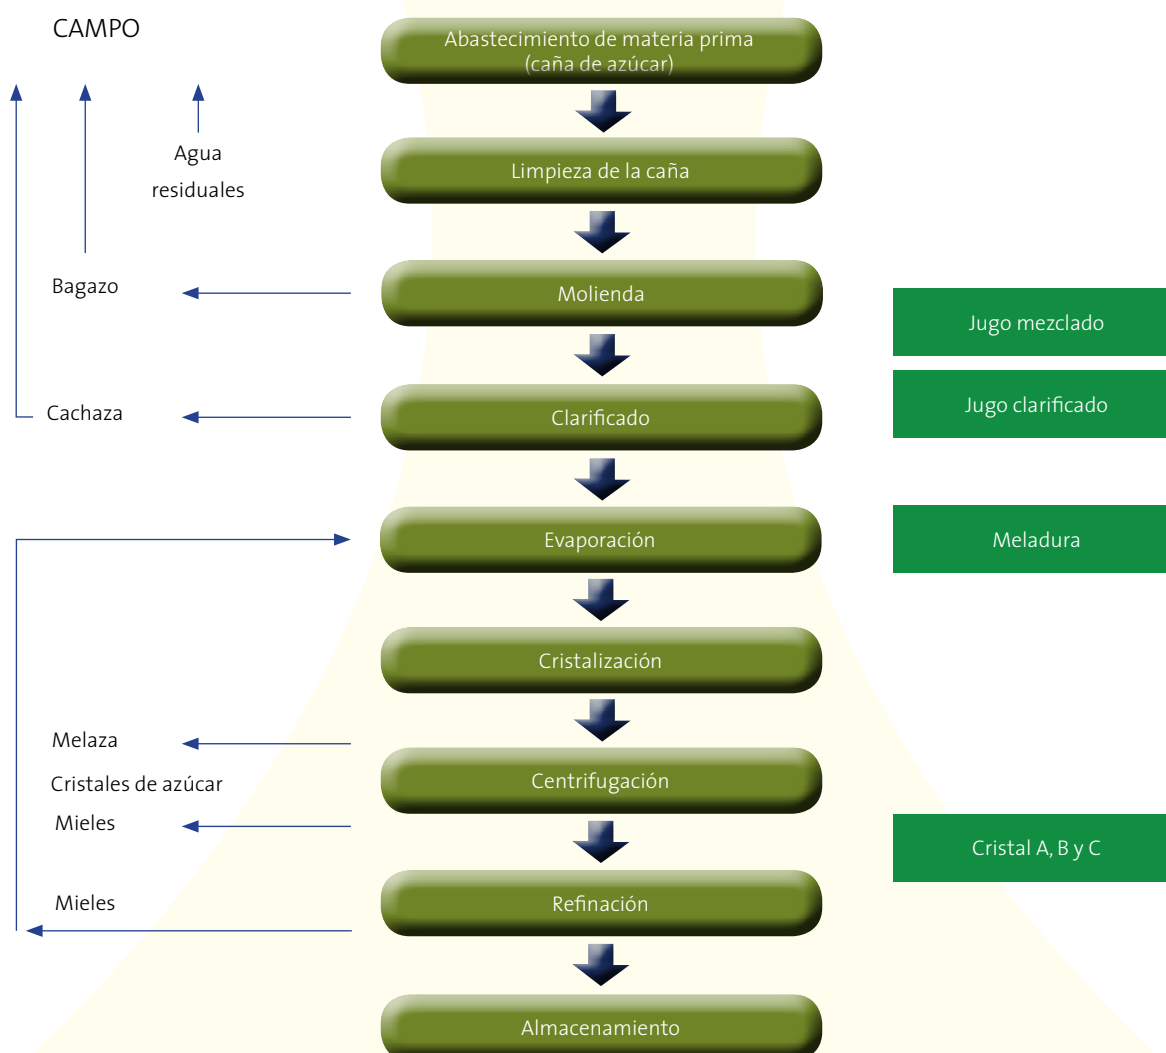 CAMPO
Abastecimiento de materia prima
(caña de azúcar)
Agua
residuales
Limpieza de la caña
Bagazo
Molienda
Jugo mezclado
Cachaza
Clarificado
Jugo clarificado
Evaporación
Meladura
Cristalización
Melaza
Cristales de azúcar
Mieles
Centrifugación
Cristal A, B y C
Mieles
Refinación
Almacenamiento